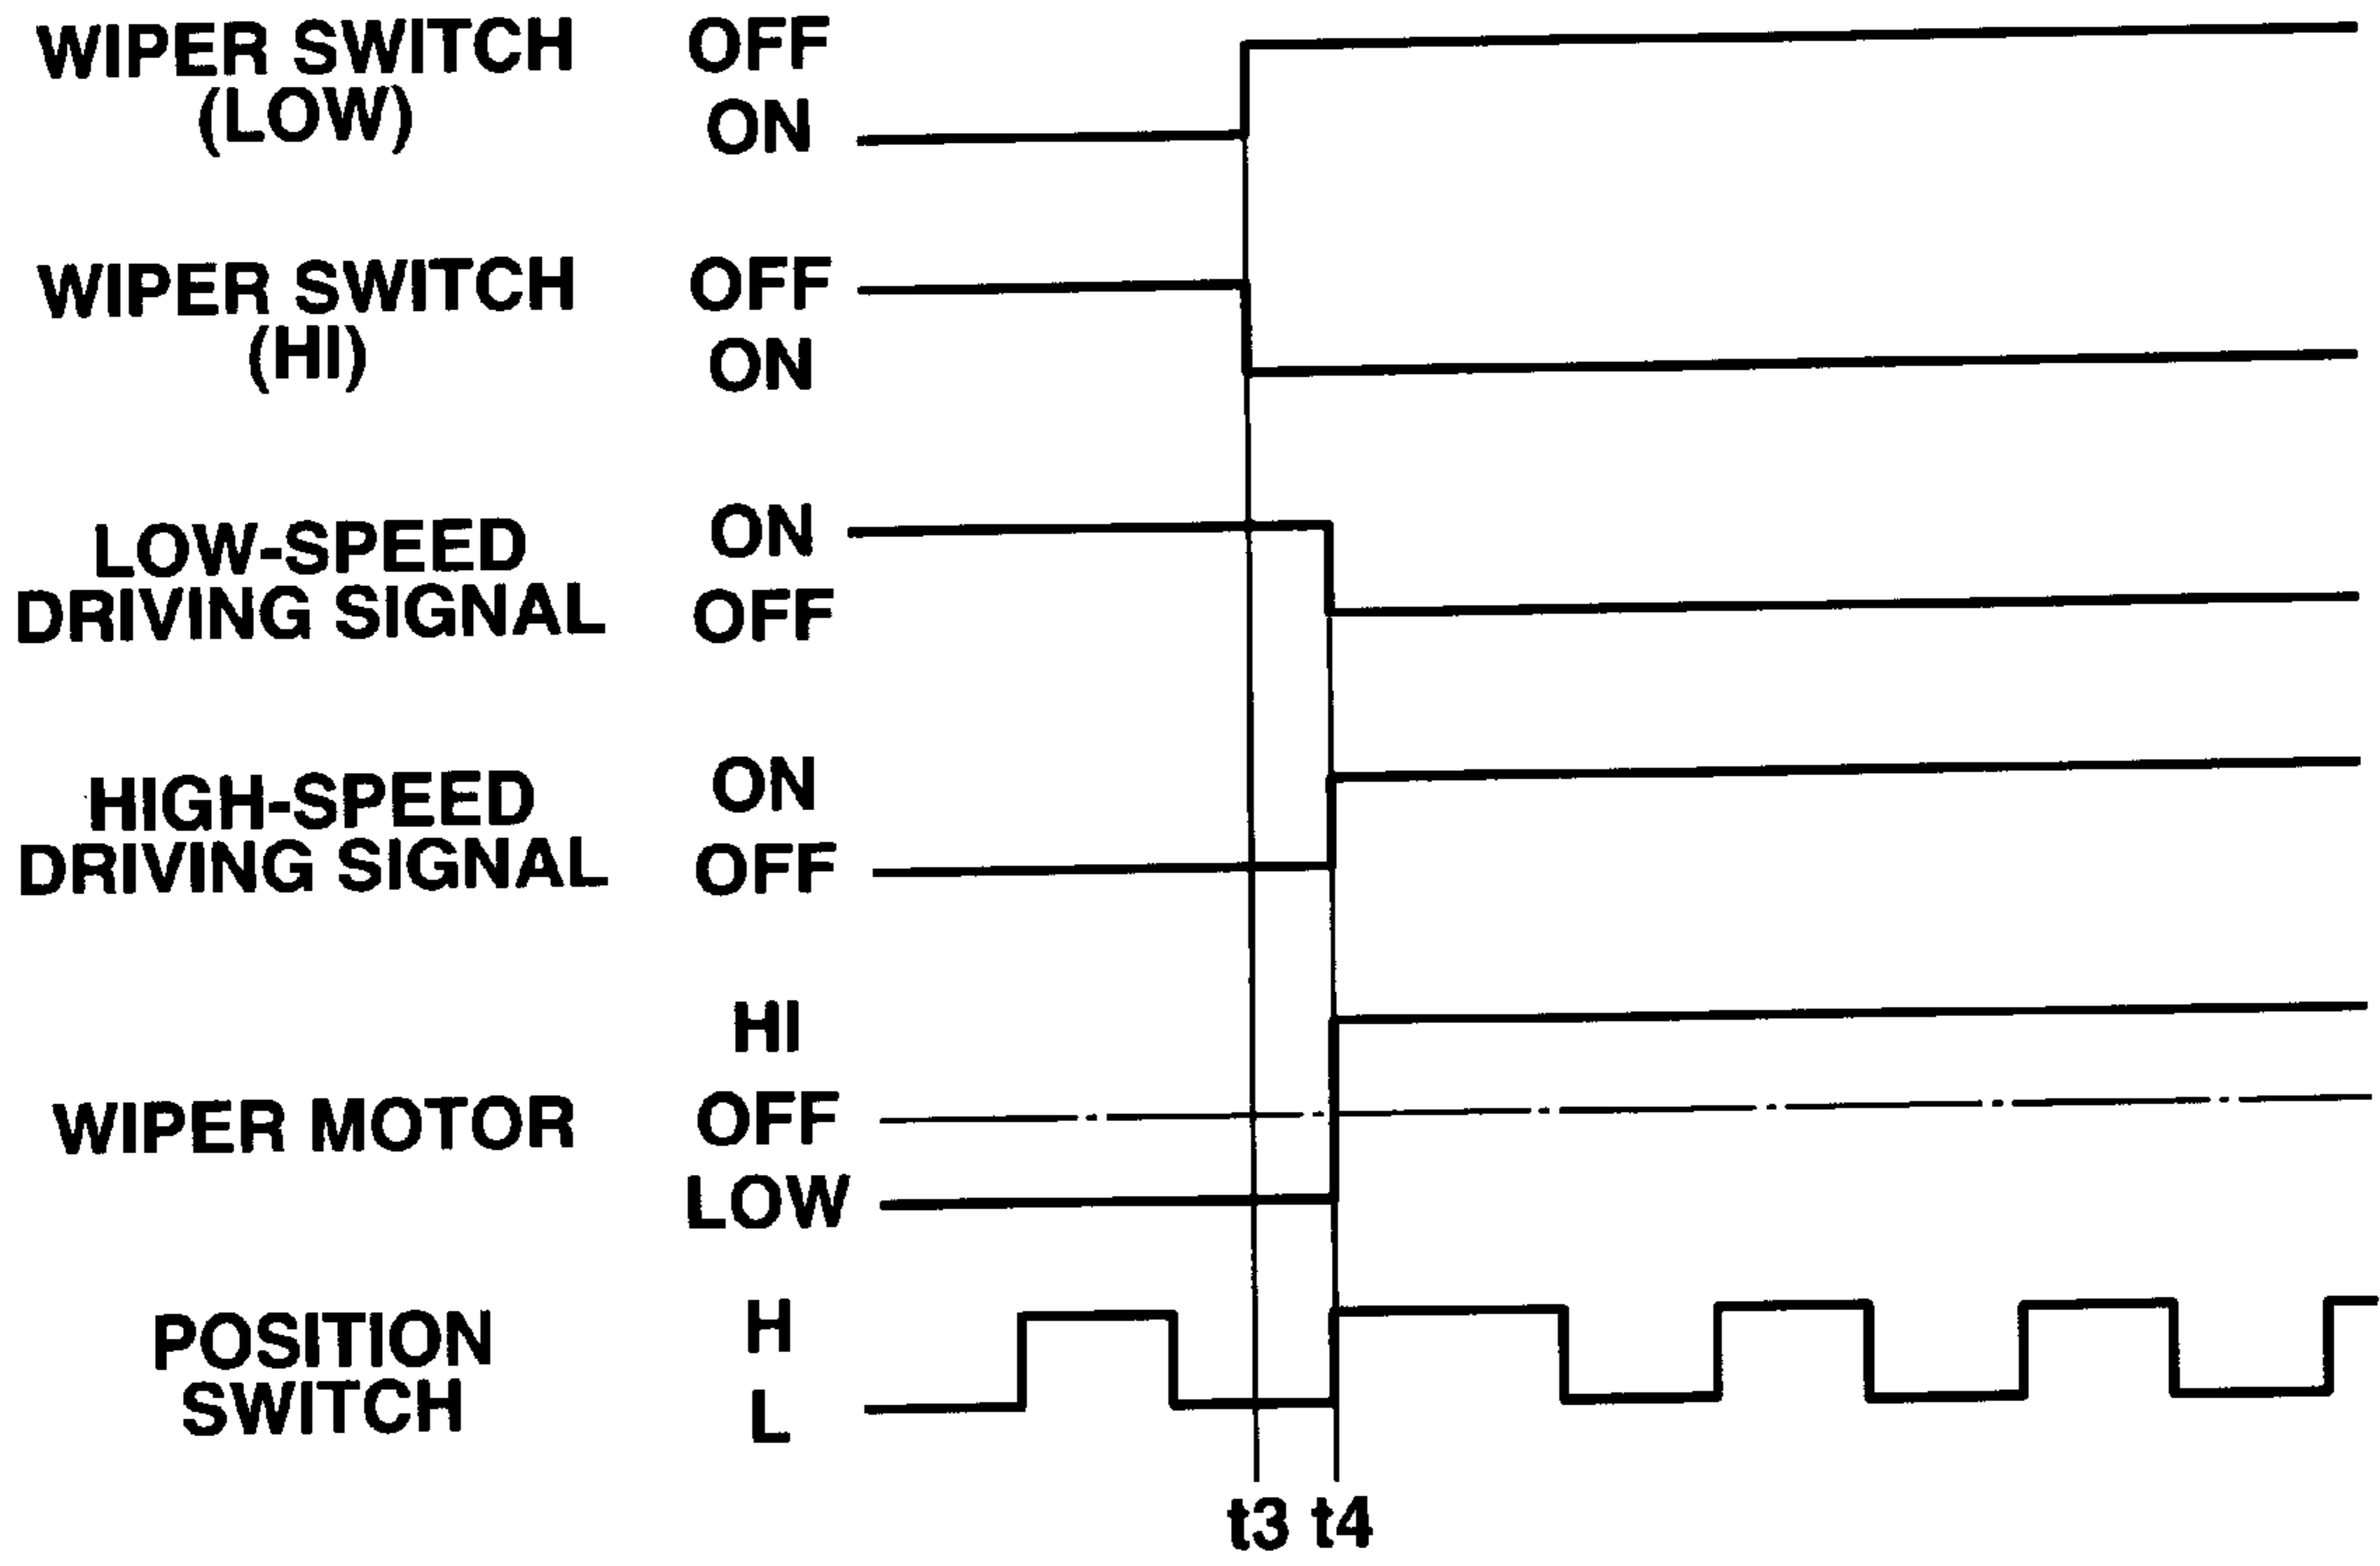 WIPER SWITCH OFF
(LOW) ON
WIPER SWITCH OFF
(HI) ON
LOW-SPEED ON
DRIVING SIGNAL OFF
HIGH-SPEED ON
DRIVING SIGNAL OFF
HI
WIPER MOTOR OFF
LOW
POSITION H
SWITCH L
t3 t4